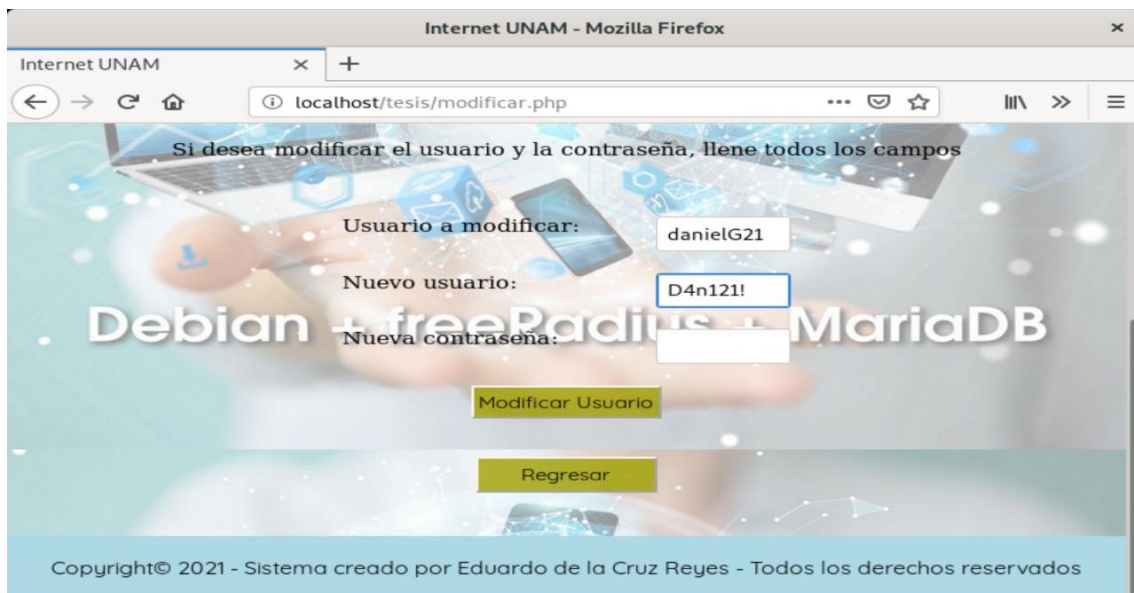 Internet UNAM - Mozilla Firefox
Internet UNAM
localhost/tesis/modificar.php
Si desea modificar el usuario y la contraseña, llene todos los campos
Usuario a modificar: danielG21
Nuevo usuario: D4n121!
Debian + freeRadius + MariaDB
Nueva contraseña:
Modificar Usuario
Regresar
Copyright© 2021 - Sistema creado por Eduardo de la Cruz Reyes - Todos los derechos reservados